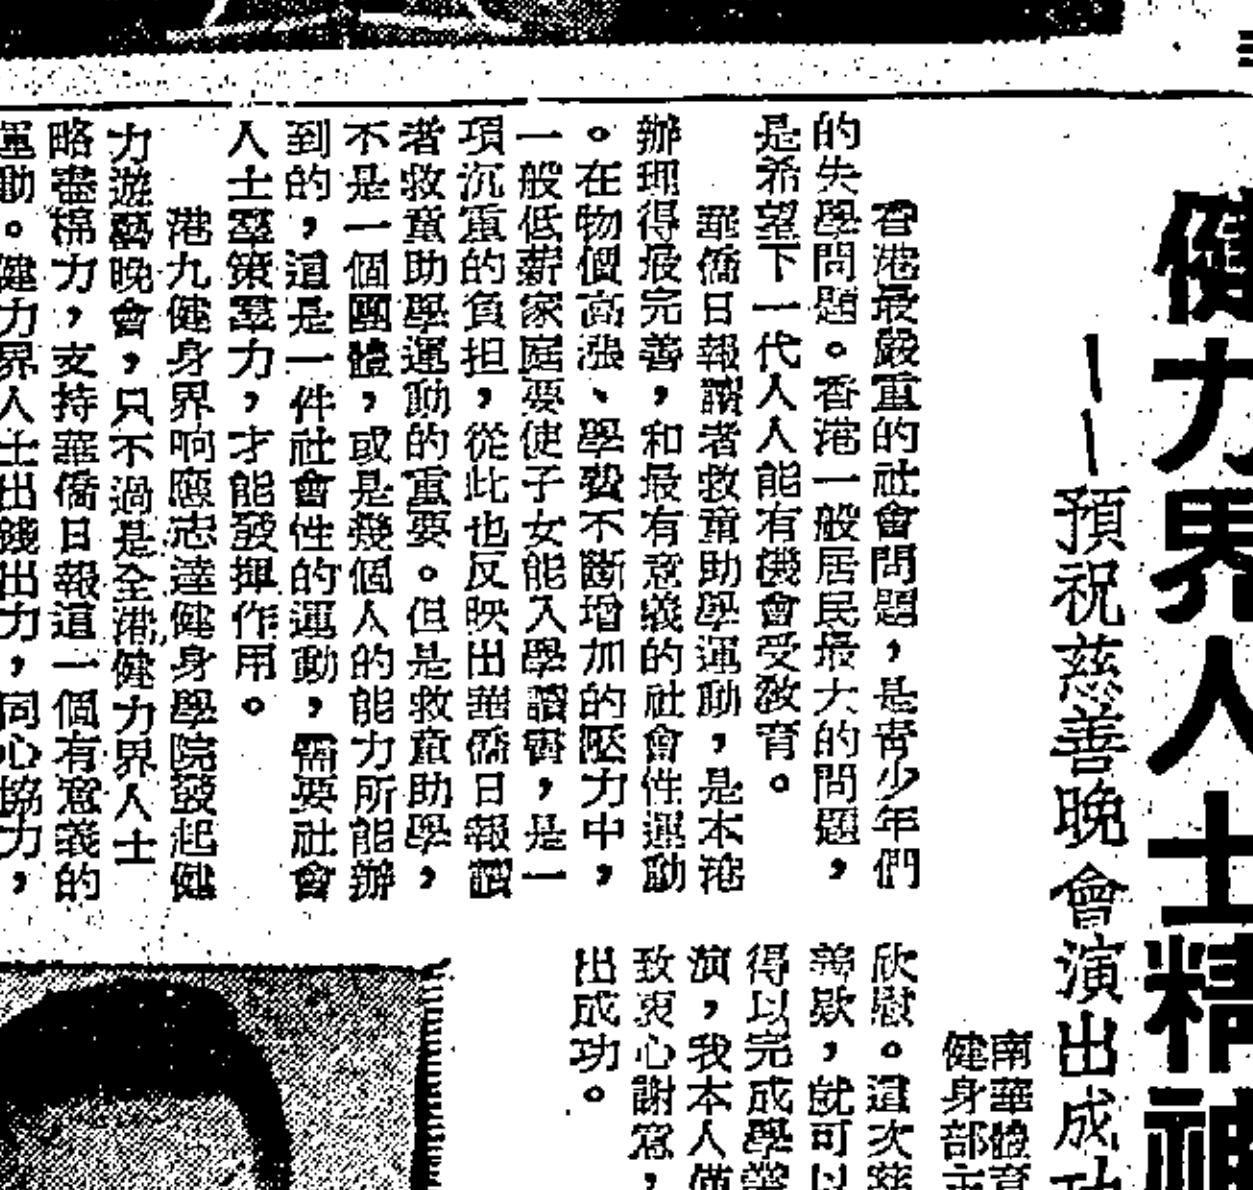 健力界人士精神
——預祝慈善晚會演出成功
南華體育
健身部主
香港最嚴重的社會問題，是靑少年們
的失學問題。香港一般居民最大的問題，
是希望下一代人人能有機會受敎育。
華僑日報讀者救童助學運動，是本港
辦理得最完善，和最有意義的社會性運動
。在物價高漲、學費不斷增加的壓力中，
一般低薪家庭要使子女能入學讀書，是一
項沉重的負担，從此也反映出華僑日報讀
者救童助學運動的重要。但是救童助學，
不是一個團體，或是幾個人的能力所能辦
到的，這是一件社會性的運動，需要社會
人士羣策羣力，才能發揮作用。
港九健身界响應志達健身學院發起健
力遊藝晚會，只不過是全港健力界人士
略盡棉力，支持華僑日報這一個有意義的
運動。健力界人士出錢出力，同心協力，
欣慰。這次慈
善欵，就可以
得以完成學業
演，我本人僅
致衷心謝意，
出成功。